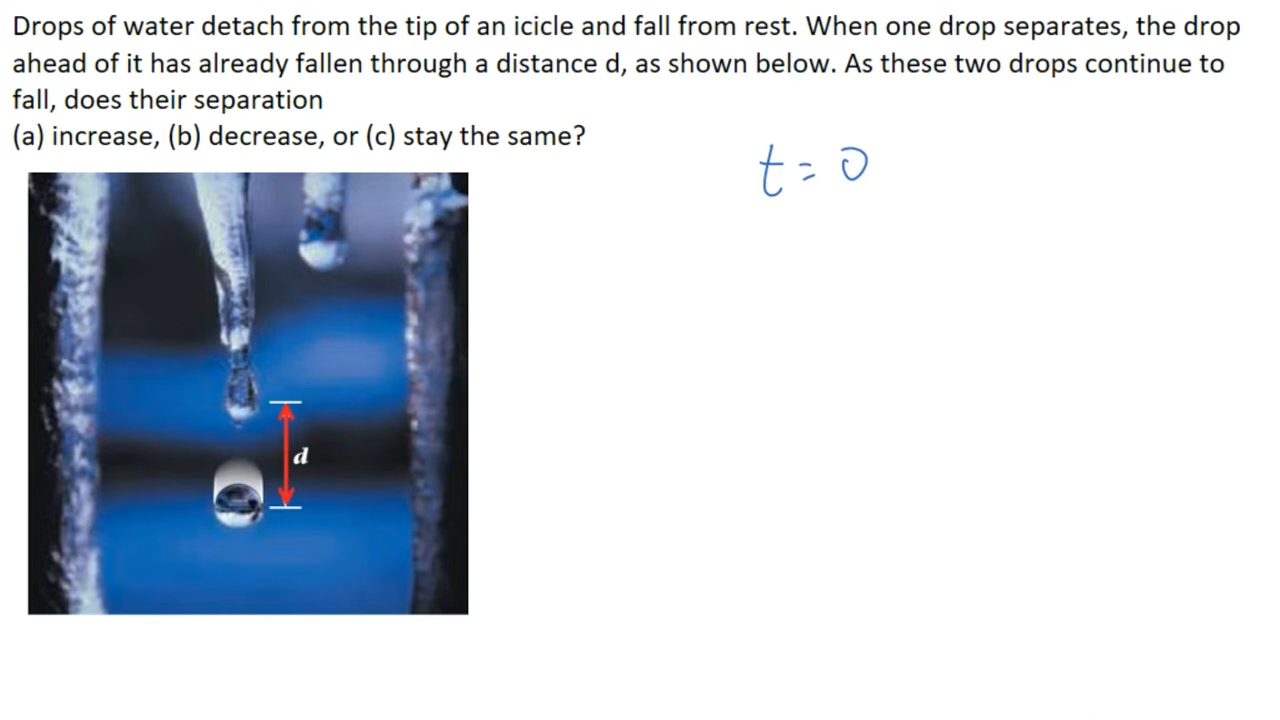 Drops of water detach from the tip of an icicle and fall from rest. When one drop separates, the drop
ahead of it has already fallen through a distance d, as shown below. As these two drops continue to
fall, does their separation
(a) increase, (b) decrease, or (c) stay the same?
t = 0
d